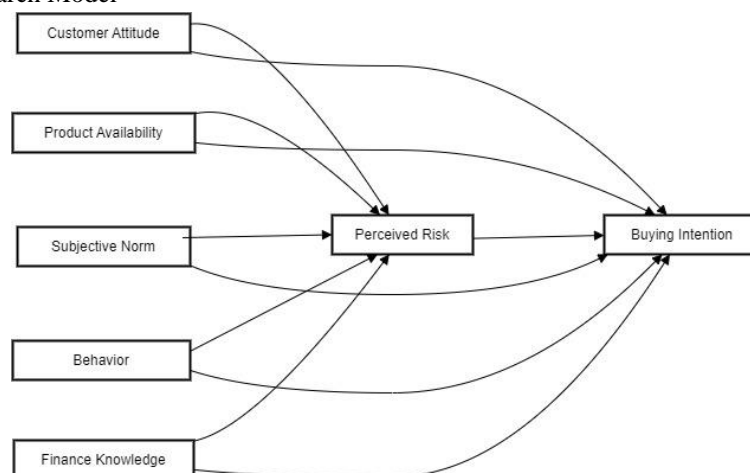 Customer Attitude
Product Availability
Subjective Norm
Perceived Risk
Buying Intention
Behavior
Finance Knowledge